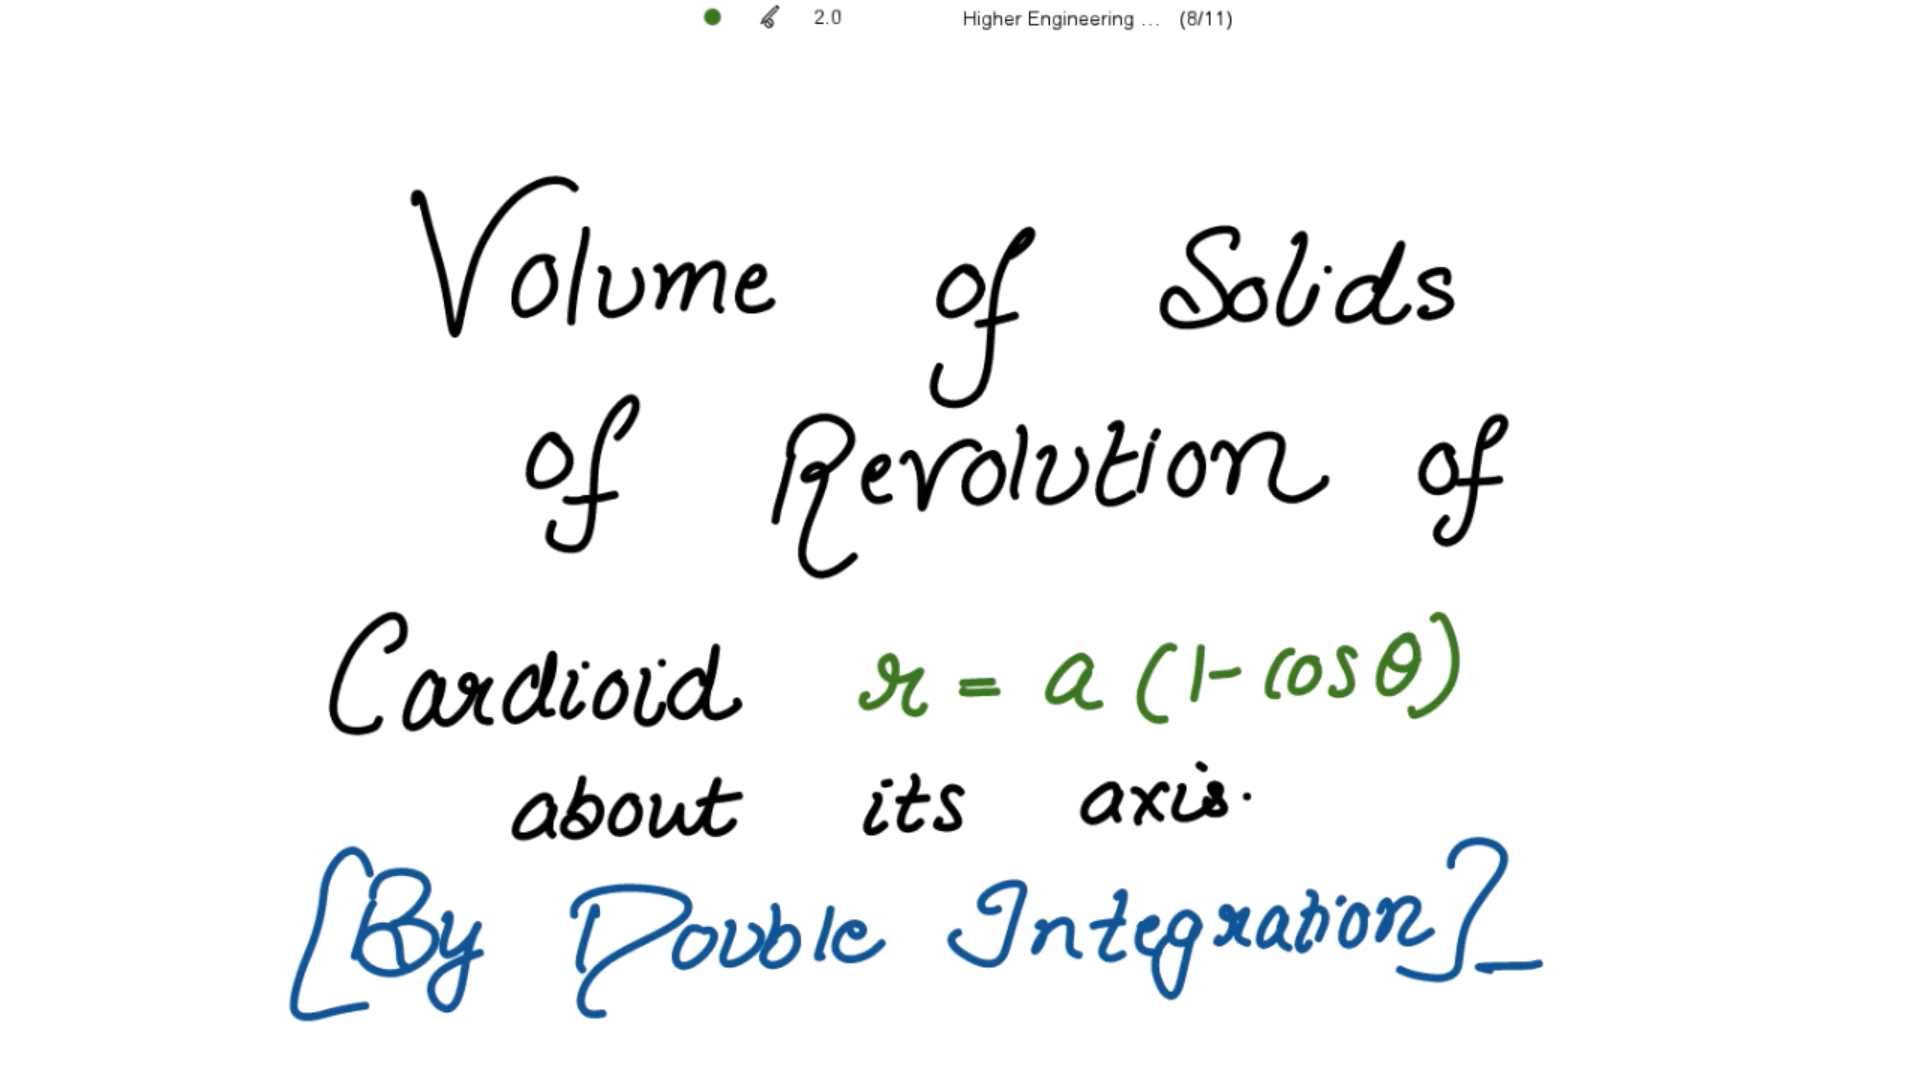 2.0 Higher Engineering ... (8/11)
Volume of Solids
of Revolution of
Cardioid r = a (1 - cos θ)
about its axis.
[By Double Integration]_